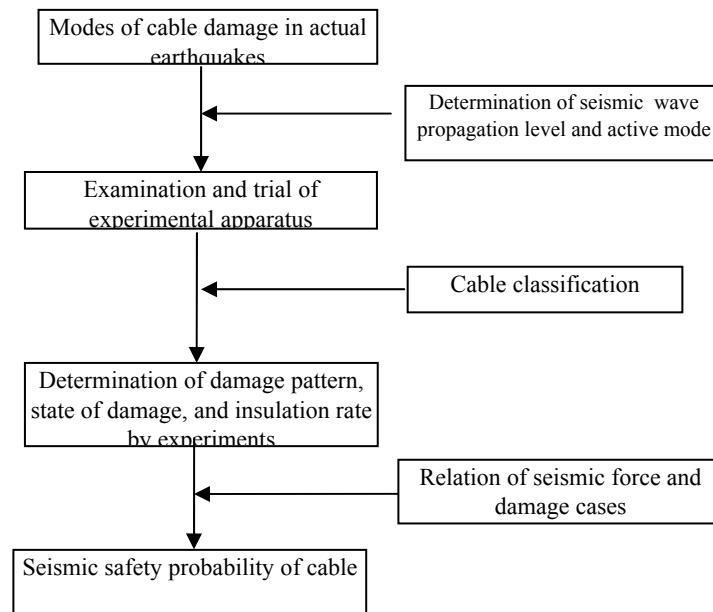 Modes of cable damage in actual
earthquakes
Determination of seismic wave
propagation level and active mode
Examination and trial of
experimental apparatus
Cable classification
Determination of damage pattern,
state of damage, and insulation rate
by experiments
Relation of seismic force and
damage cases
Seismic safety probability of cable